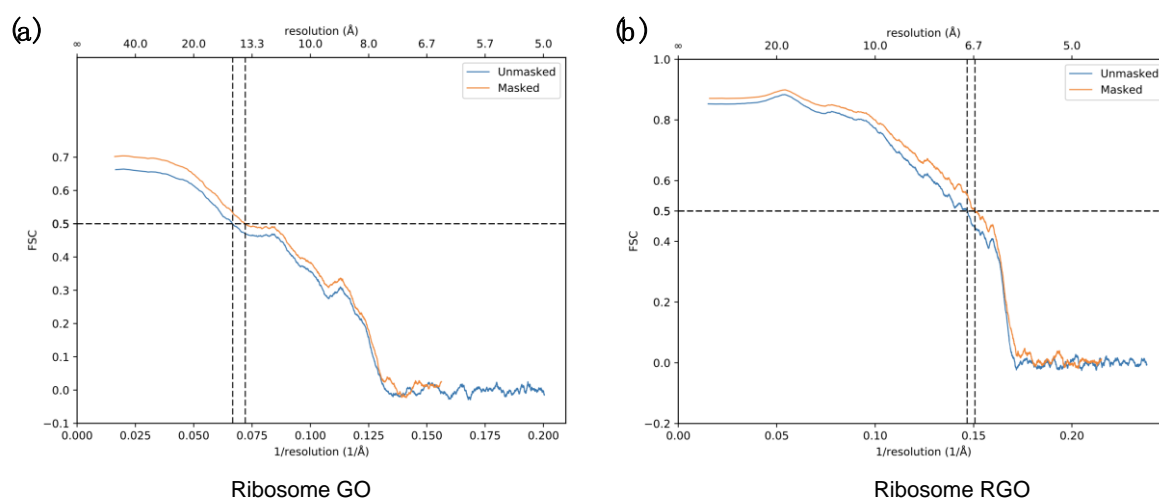 (a)
resolution (Å)
∞ 40.0 20.0 13.3 10.0 8.0 6.7 5.7 5.0
Unmasked
Masked
0.7
0.6
0.5
0.4
0.3
0.2
0.1
0.0
−0.1
FSC
0.000 0.025 0.050 0.075 0.100 0.125 0.150 0.175 0.200
1/resolution (1/Å)
Ribosome GO
(b)
resolution (Å)
∞ 20.0 10.0 6.7 5.0
Unmasked
Masked
1.0
0.8
0.6
0.5
0.4
0.2
0.0
−0.2
FSC
0.00 0.05 0.10 0.15 0.20
1/resolution (1/Å)
Ribosome RGO